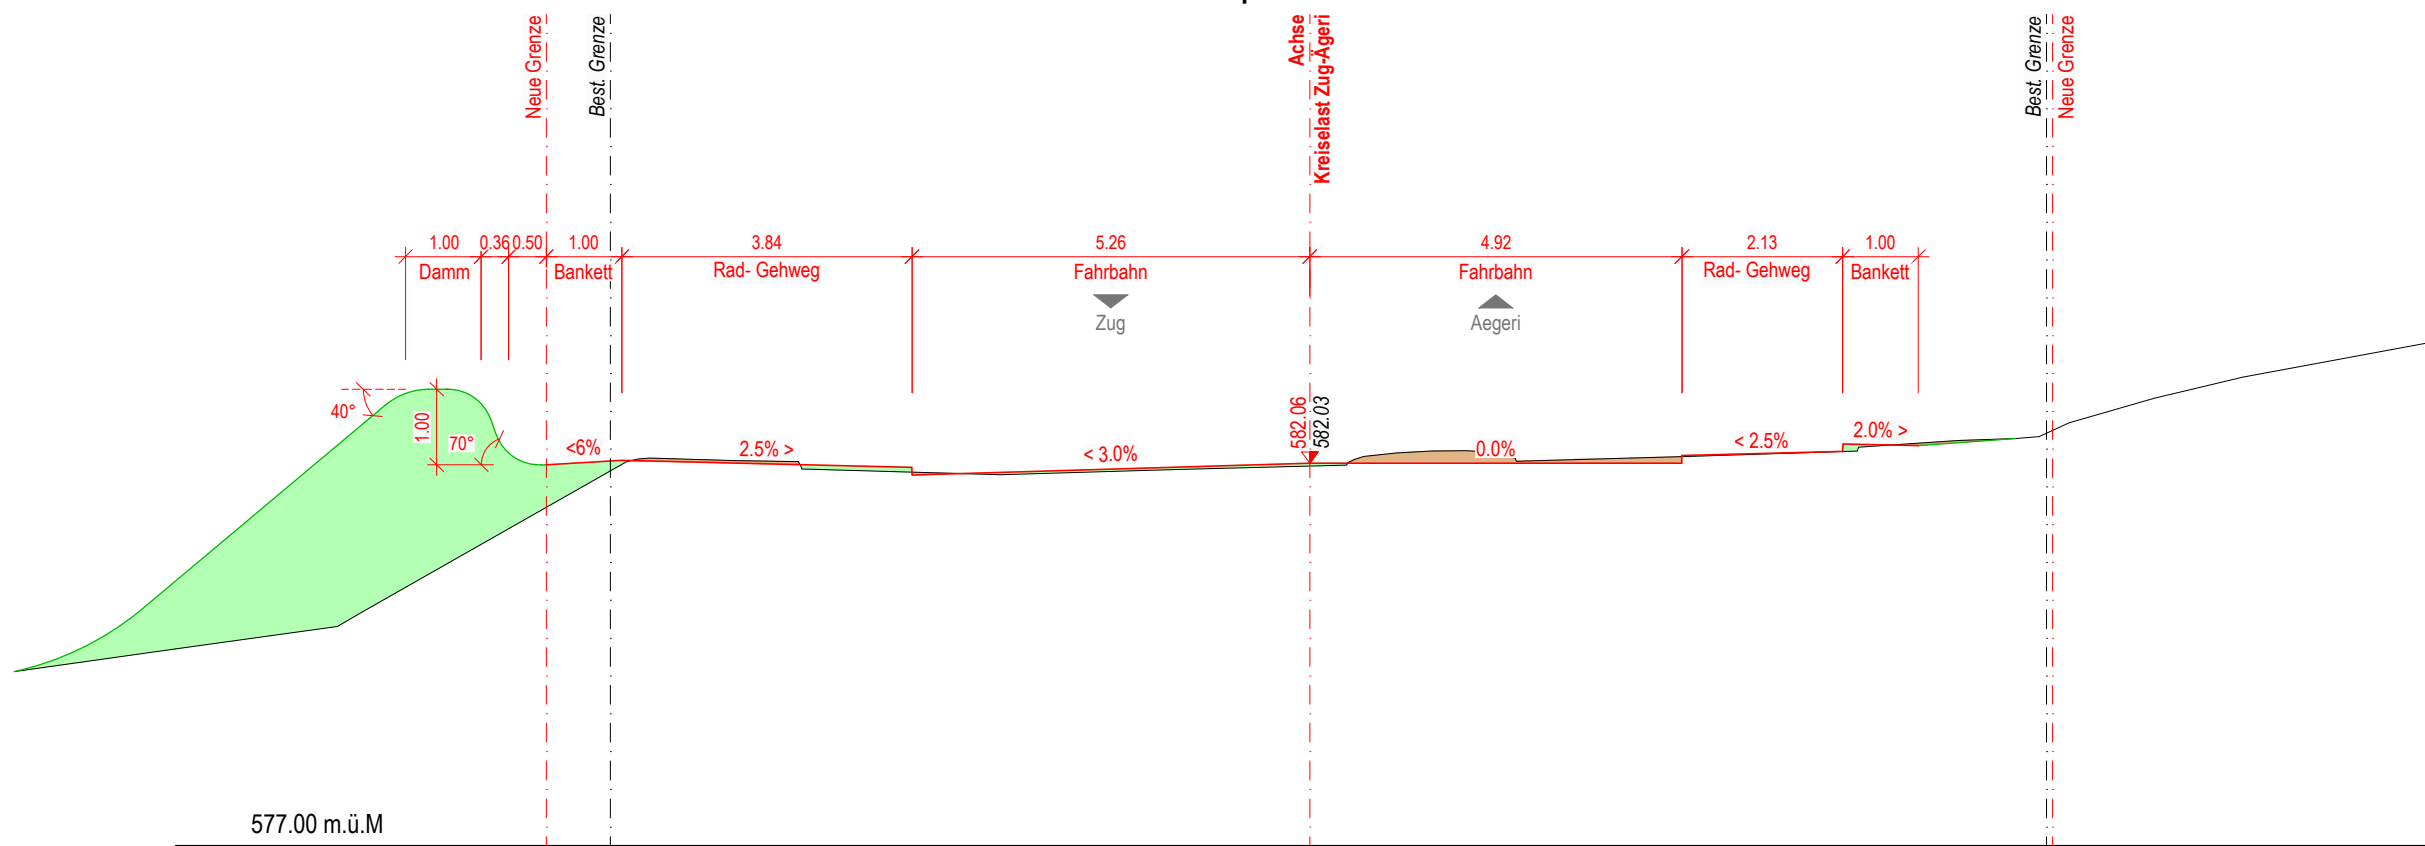 Neue Grenze
Best. Grenze
Achse
Kreiselast Zug-Ägeri
Best. Grenze
Neue Grenze
1.00
0.36
0.50
1.00
3.84
5.26
4.92
2.13
1.00
Damm
Bankett
Rad- Gehweg
Fahrbahn
Fahrbahn
Rad- Gehweg
Bankett
Zug
Aegeri
40°
1.00
70°
<6%
2.5% >
< 3.0%
582.06
582.03
0.0%
< 2.5%
2.0% >
577.00 m.ü.M